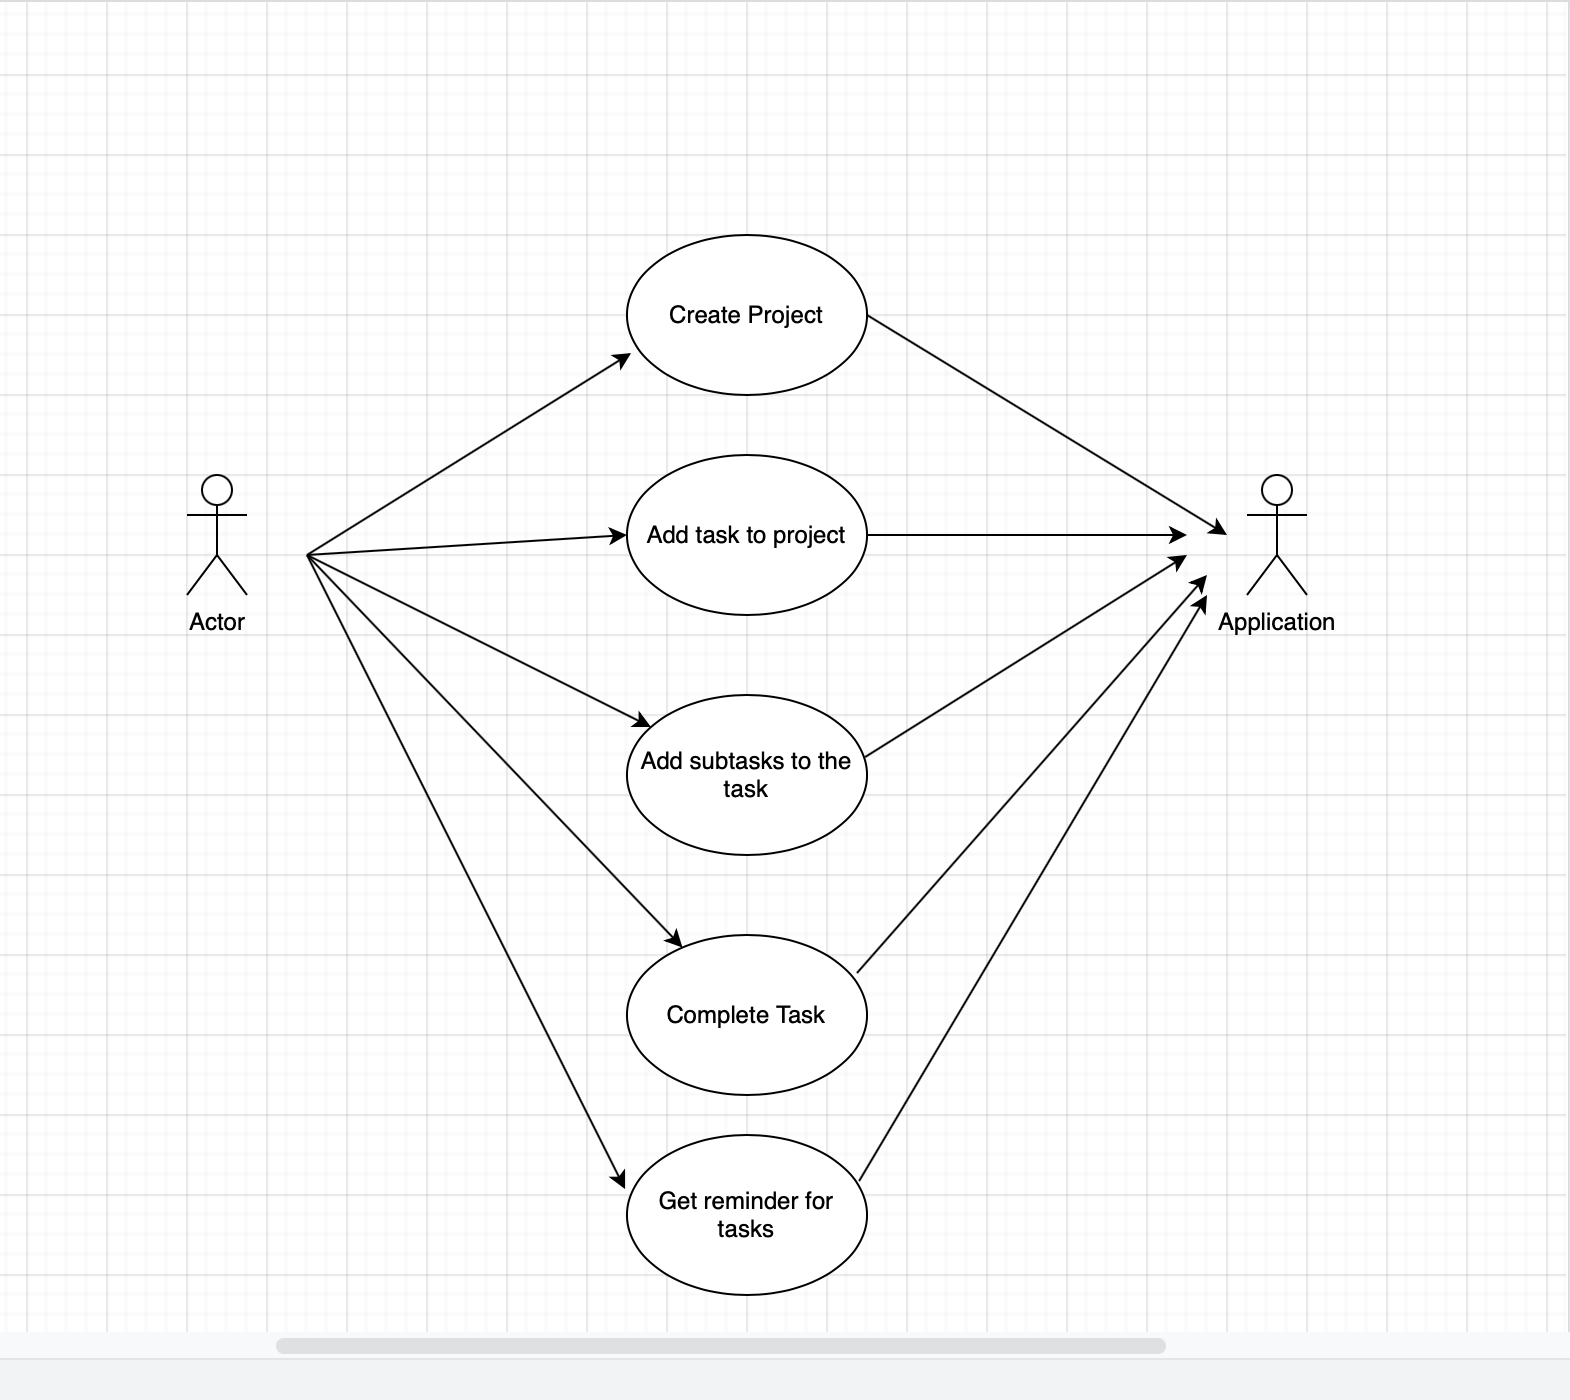 Create Project
Add task to project
Actor
Application
Add subtasks to the
task
Complete Task
Get reminder for
tasks